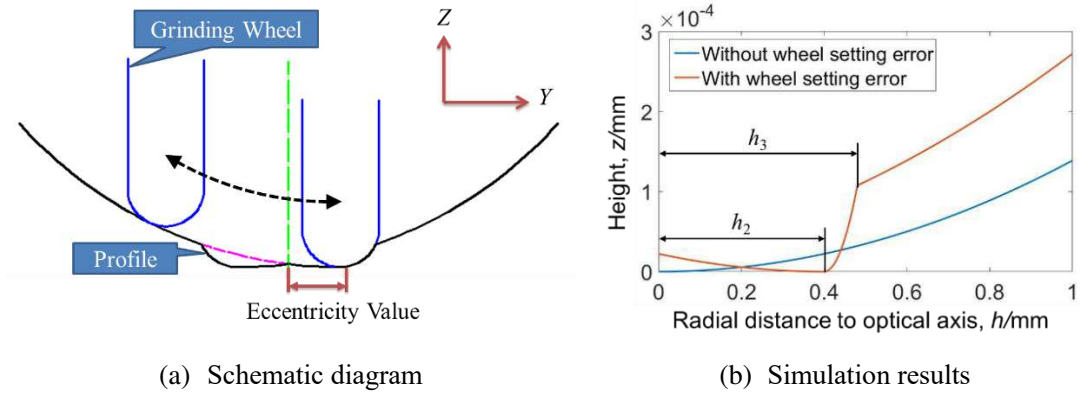 Grinding Wheel
Z
Y
Profile
Eccentricity Value
(a) Schematic diagram
×10⁻⁴
3
2
1
0
Height, z/mm
Without wheel setting error
With wheel setting error
h₃
h₂
0 0.2 0.4 0.6 0.8 1
Radial distance to optical axis, h/mm
(b) Simulation results